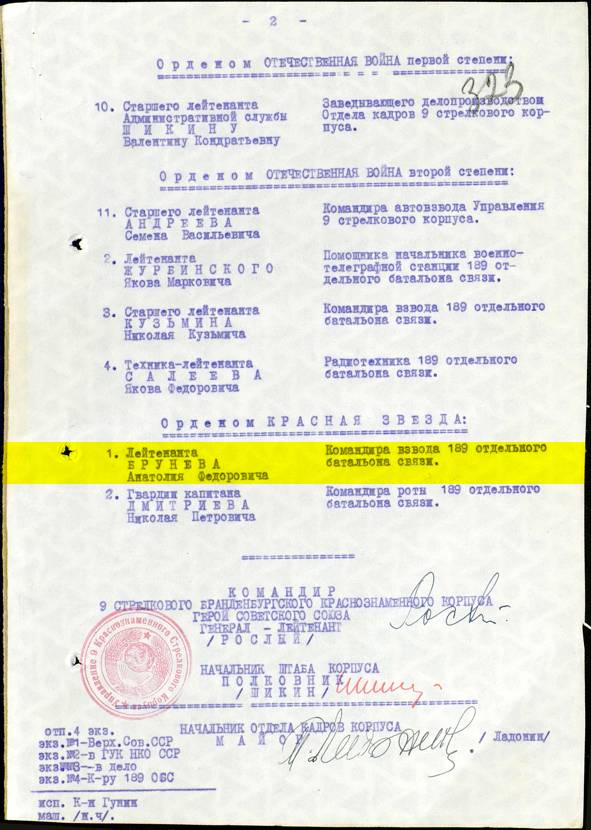 - 2 -
323
Орденом ОТЕЧЕСТВЕННАЯ ВОЙНА первой степени:
10. Старшего лейтенанта Заведывающего делопроизводством
Административной службы Отдела кадров 9 стрелкового кор-
ШИКИНУ пуса.
Валентину Кондратьевну
Орденом ОТЕЧЕСТВЕННАЯ ВОЙНА второй степени:
11. Старшего лейтенанта Командира автовзвода Управления
АНДРЕЕВА 9 стрелкового корпуса.
Семена Васильевича
2. Лейтенанта Помощника начальника военно-
ЖУРБИНСКОГО телеграфной станции 189 от-
Якова Марковича дельного батальона связи.
3. Старшего лейтенанта Командира взвода 189 отдельного
КУЗЬМИНА батальона связи.
Николая Кузьмича
4. Техника-лейтенанта Радиотехника 189 отдельного
САЛЕЕВА батальона связи.
Якова Федоровича
Орденом КРАСНАЯ ЗВЕЗДА:
1. Лейтенанта Командира взвода 189 отдельного
БРУНЕВА батальона связи.
Анатолия Федоровича
2. Гвардии капитана Командира роты 189 отдельного
ДМИТРИЕВА батальона связи.
Николая Петровича
КОМАНДИР
9 СТРЕЛКОВОГО БРАНДЕНБУРГСКОГО КРАСНОЗНАМЕННОГО КОРПУСА
ГЕРОЙ СОВЕТСКОГО СОЮЗА
ГЕНЕРАЛ - ЛЕЙТЕНАНТ
/РОСЛЫЙ/
Управление 9 Краснознаменного Стрелкового Корпуса
НАЧАЛЬНИК ШТАБА КОРПУСА
ПОЛКОВНИК
/ШИКИН/
НАЧАЛЬНИК ОТДЕЛА КАДРОВ КОРПУСА
МАЙОР /Ладонин/
отп.4 экз.
экз.№1-Верх.Сов.ССР
экз.№2-в ГУК НКО ССР
экз.№3-в дело
экз.№4-К-ру 189 ОБС
исп. К-н Гунин
маш. /н.ч/.